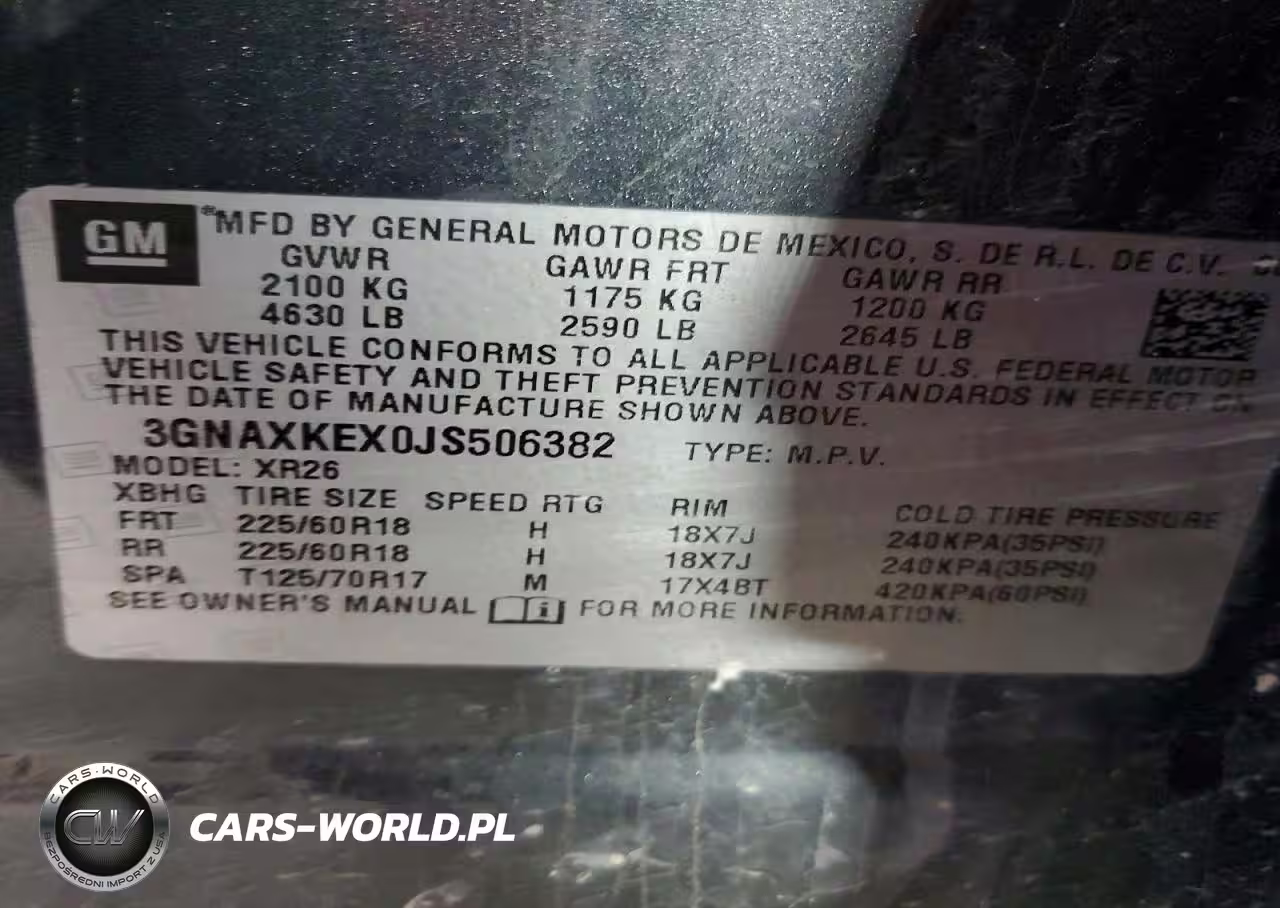 GM
®MFD BY GENERAL MOTORS DE MEXICO, S. DE R.L. DE C.V.
GVWR GAWR FRT GAWR RR
2100 KG 1175 KG 1200 KG
4630 LB 2590 LB 2645 LB
THIS VEHICLE CONFORMS TO ALL APPLICABLE U.S. FEDERAL MOTOR
VEHICLE SAFETY AND THEFT PREVENTION STANDARDS IN EFFECT ON
THE DATE OF MANUFACTURE SHOWN ABOVE.
3GNAXKEX0JS506382 TYPE: M.P.V.
MODEL: XR26
XBHG TIRE SIZE SPEED RTG RIM COLD TIRE PRESSURE
FRT 225/60R18 H 18X7J 240KPA(35PSI)
RR 225/60R18 H 18X7J 240KPA(35PSI)
SPA T125/70R17 M 17X4BT 420KPA(60PSI)
SEE OWNER'S MANUAL FOR MORE INFORMATION.
CARS-WORLD
CW
BEZPOŚREDNI IMPORT Z USA
CARS-WORLD.PL